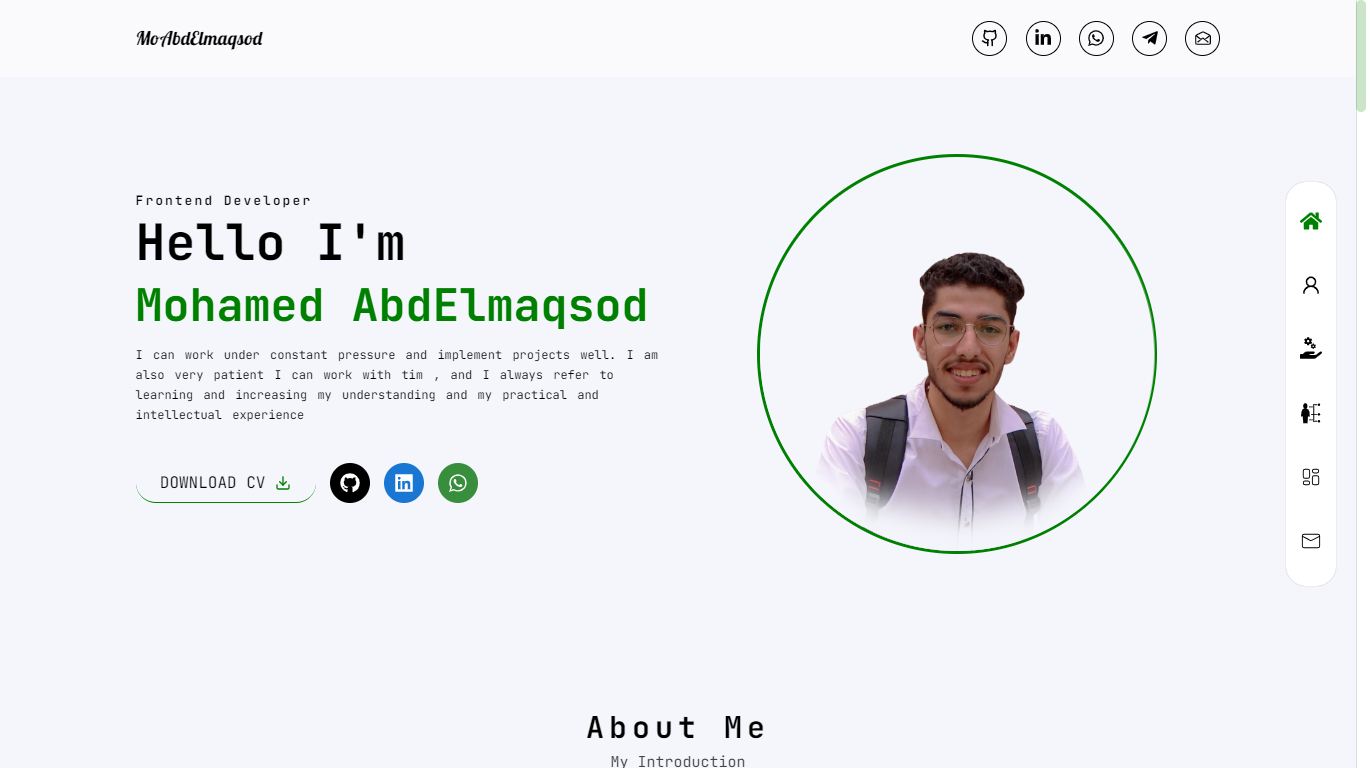 MoAbdElmaqsod
Frontend Developer
Hello I'm
Mohamed AbdElmaqsod
I can work under constant pressure and implement projects well. I am
also very patient I can work with tim , and I always refer to
learning and increasing my understanding and my practical and
intellectual experience
DOWNLOAD CV
About Me
My Introduction